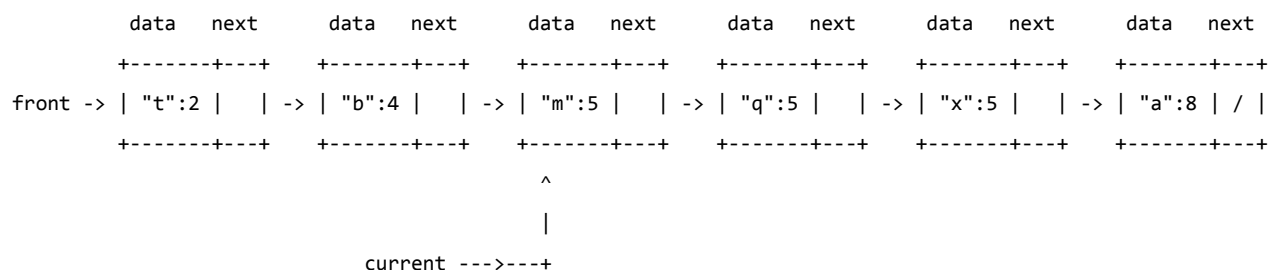 data next data next data next data next data next data next
+-------+---+ +-------+---+ +-------+---+ +-------+---+ +-------+---+ +-------+---+
front -> | "t":2 | | -> | "b":4 | | -> | "m":5 | | -> | "q":5 | | -> | "x":5 | | -> | "a":8 | / |
+-------+---+ +-------+---+ +-------+---+ +-------+---+ +-------+---+ +-------+---+
^
|
current --->---+